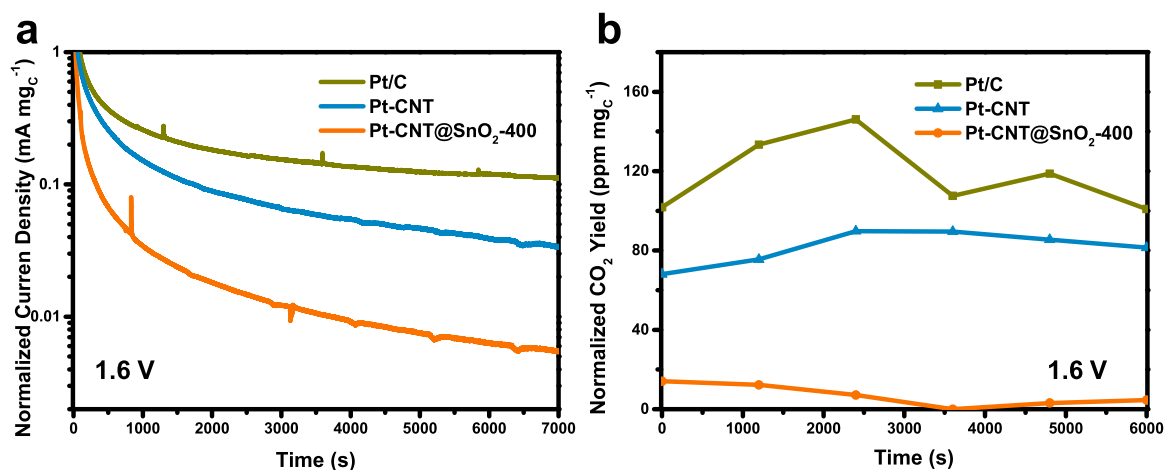 a
Normalized Curren Density (mA mg_C^-1)
1
0.1
0.01
Pt/C
Pt-CNT
Pt-CNT@SnO₂-400
1.6 V
0 1000 2000 3000 4000 5000 6000 7000
Time (s)
b
Normalized CO₂ Yield (ppm mg_C^-1)
160
120
80
40
0
Pt/C
Pt-CNT
Pt-CNT@SnO₂-400
1.6 V
0 1000 2000 3000 4000 5000 6000
Time (s)